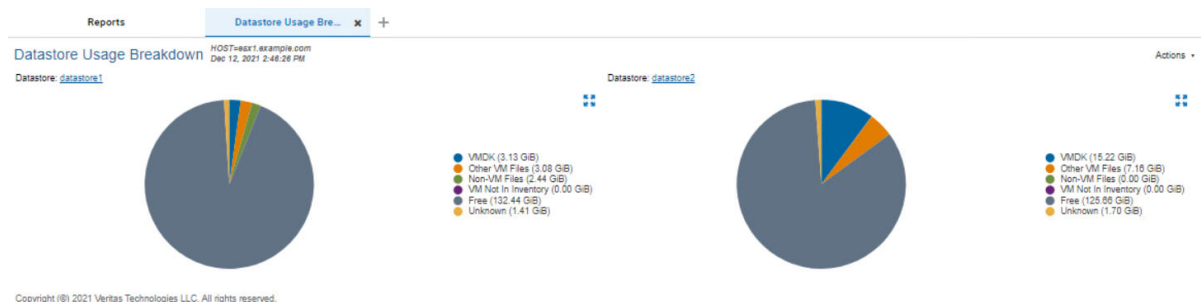 Reports
Datastore Usage Bre... x +
Datastore Usage Breakdown HOST=esx1.example.com
Dec 12, 2021 2:46:26 PM
Actions
Datastore: datastore1
VMDK (3.13 GiB)
Other VM Files (3.08 GiB)
Non-VM Files (2.44 GiB)
VM Not In Inventory (0.00 GiB)
Free (132.44 GiB)
Unknown (1.41 GiB)
Datastore: datastore2
VMDK (15.22 GiB)
Other VM Files (7.16 GiB)
Non-VM Files (0.00 GiB)
VM Not In Inventory (0.00 GiB)
Free (125.66 GiB)
Unknown (1.70 GiB)
Copyright (©) 2021 Veritas Technologies LLC. All rights reserved.